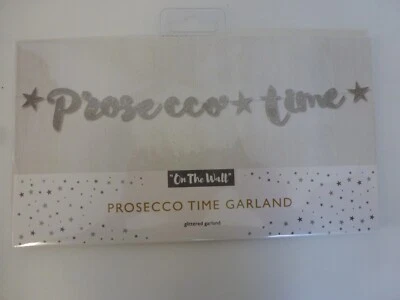 Prosecco time
"On The Wall"
PROSECCO TIME GARLAND
glittered garland